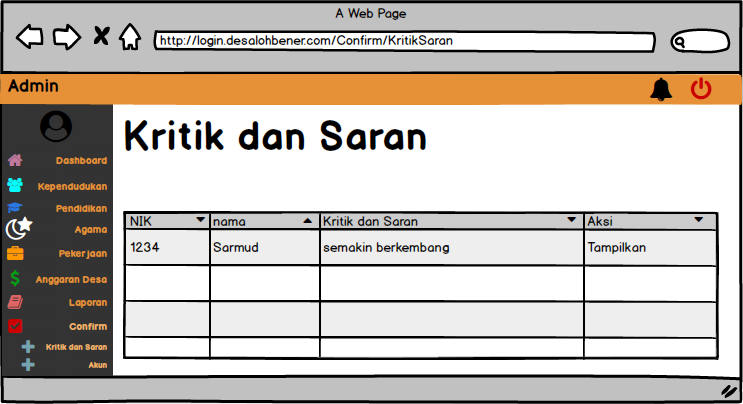 A Web Page
http://login.desalohbener.com/Confirm/KritikSaran
Admin
Dashboard
Kependudukan
Pendidikan
Agama
Pekerjaan
Anggaran Desa
Laporan
Confirm
Kritik dan Saran
Akun
Kritik dan Saran
NIK nama Kritik dan Saran Aksi
1234 Sarmud semakin berkembang Tampilkan